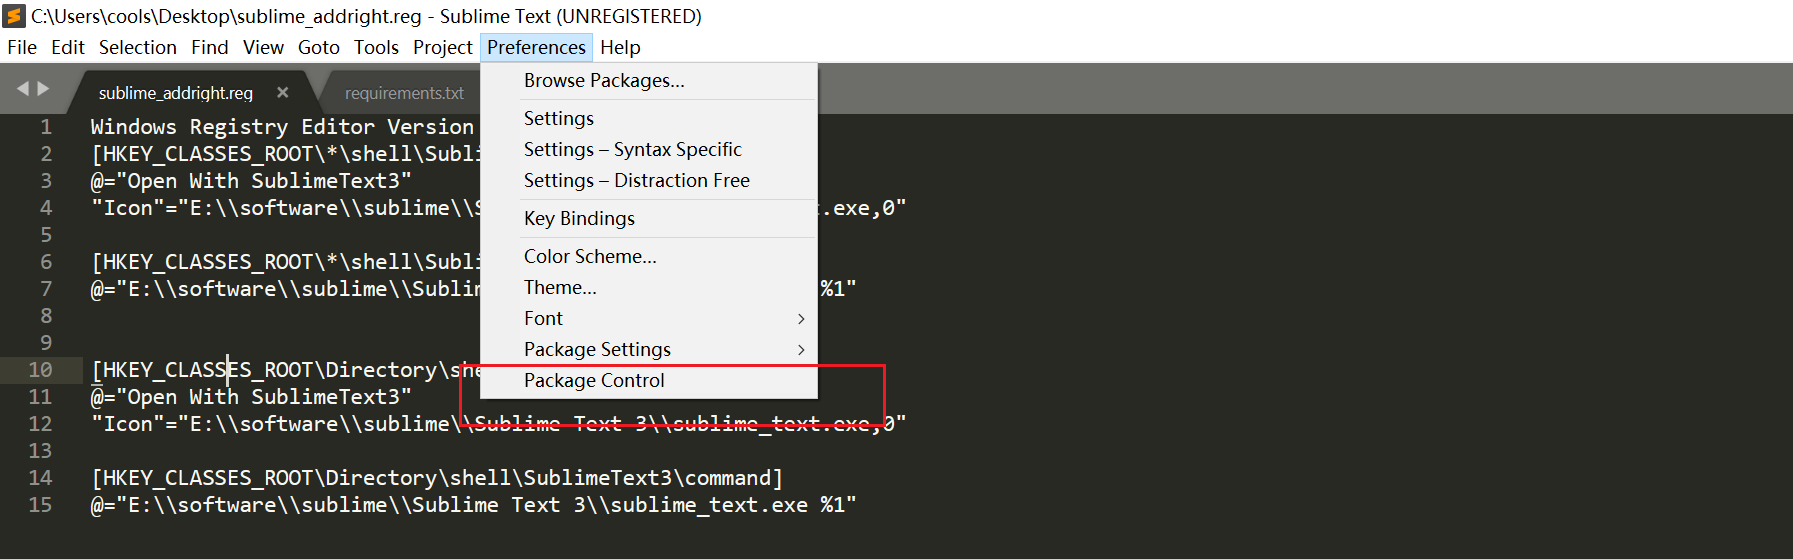 C:\Users\cools\Desktop\sublime_addright.reg - Sublime Text (UNREGISTERED)
File Edit Selection Find View Goto Tools Project Preferences Help
sublime_addright.reg × requirements.txt
Browse Packages...
Settings
Settings – Syntax Specific
Settings – Distraction Free
Key Bindings
Color Scheme...
Theme...
Font
Package Settings
Package Control
1 Windows Registry Editor Version
2 [HKEY_CLASSES_ROOT\*\shell\Subli
3 @="Open With SublimeText3"
4 "Icon"="E:\\software\\sublime\\S t.exe,0"
5
6 [HKEY_CLASSES_ROOT\*\shell\Subli
7 @="E:\\software\\sublime\\Sublim %1"
8
9
10 [HKEY_CLASSES_ROOT\Directory\she
11 @="Open With SublimeText3"
12 "Icon"="E:\\software\\sublime\\Sublime Text 3\\sublime_text.exe,0"
13
14 [HKEY_CLASSES_ROOT\Directory\shell\SublimeText3\command]
15 @="E:\\software\\sublime\\Sublime Text 3\\sublime_text.exe %1"